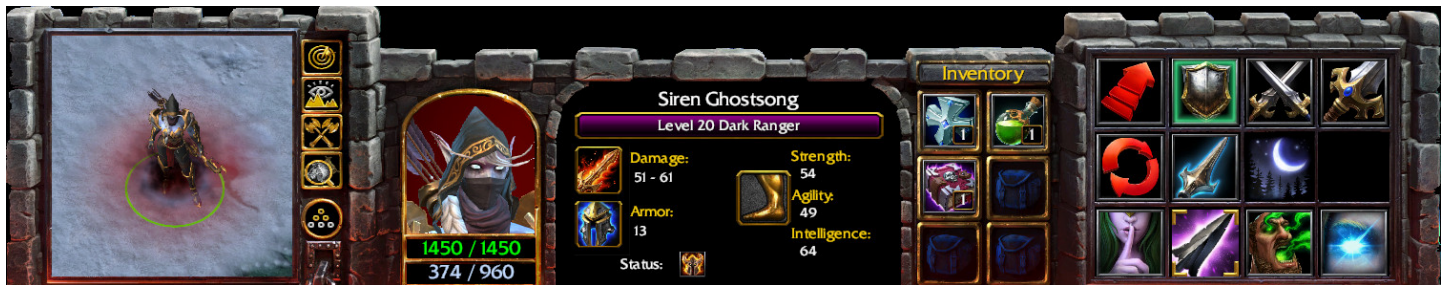 Siren Ghostsong
Level 20 Dark Ranger
Damage:
51 - 61
Armor:
13
Status:
Strength:
54
Agility:
49
Intelligence:
64
1450 / 1450
374 / 960
Inventory
1
1
1